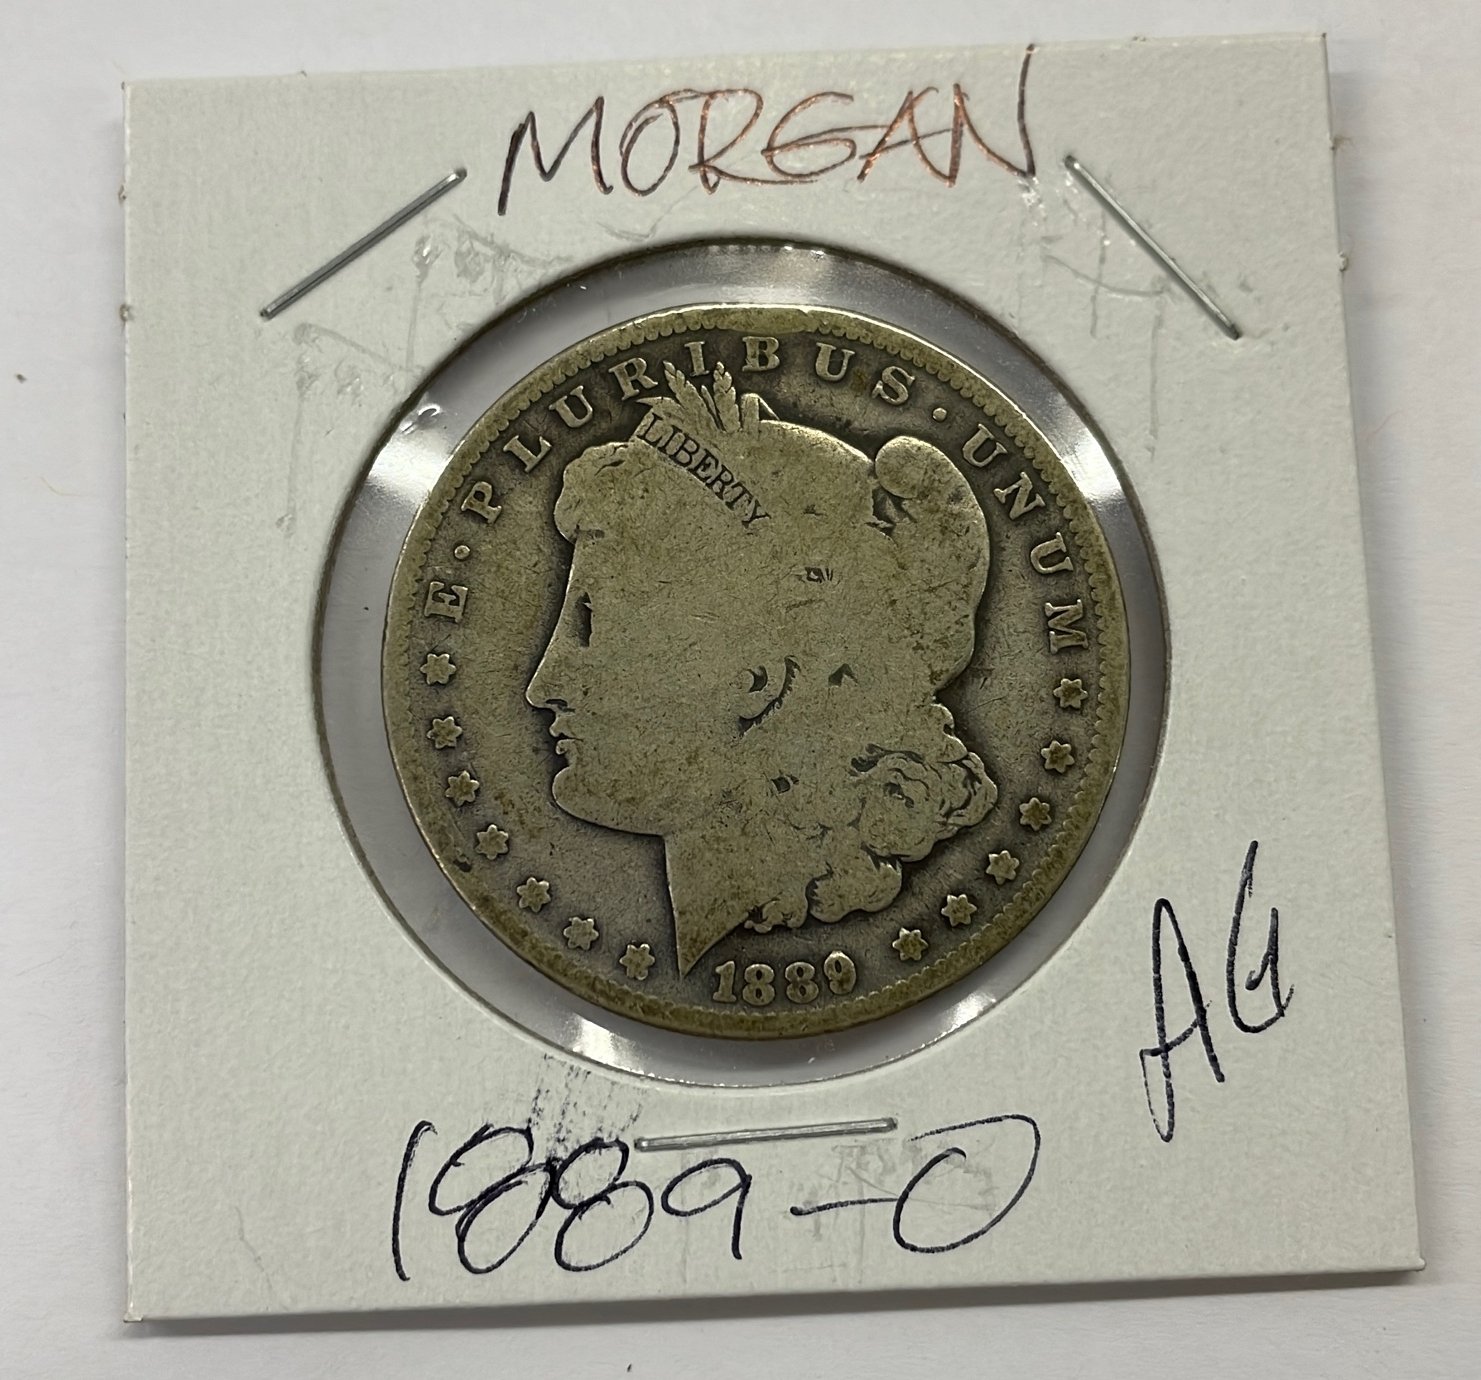 MORGAN
E · PLURIBUS · UNUM
LIBERTY
1889
AG
1889-O